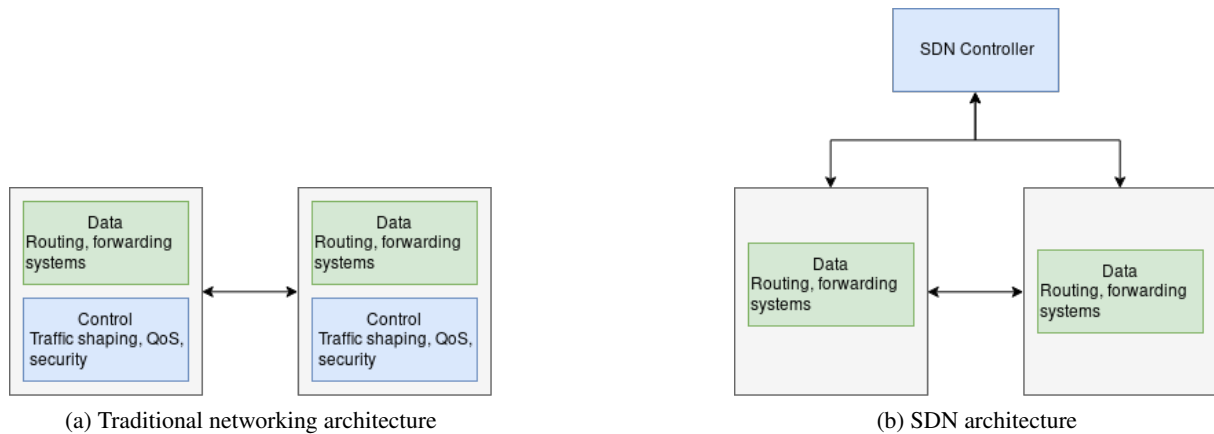 SDN Controller
Data
Routing, forwarding
systems
Control
Traffic shaping, QoS,
security
Data
Routing, forwarding
systems
Control
Traffic shaping, QoS,
security
Data
Routing, forwarding
systems
Data
Routing, forwarding
systems
(a) Traditional networking architecture
(b) SDN architecture